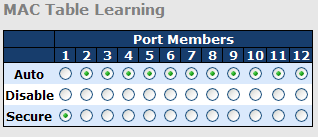 MAC Table Learning
Port Members
1 2 3 4 5 6 7 8 9 10 11 12
Auto
Disable
Secure